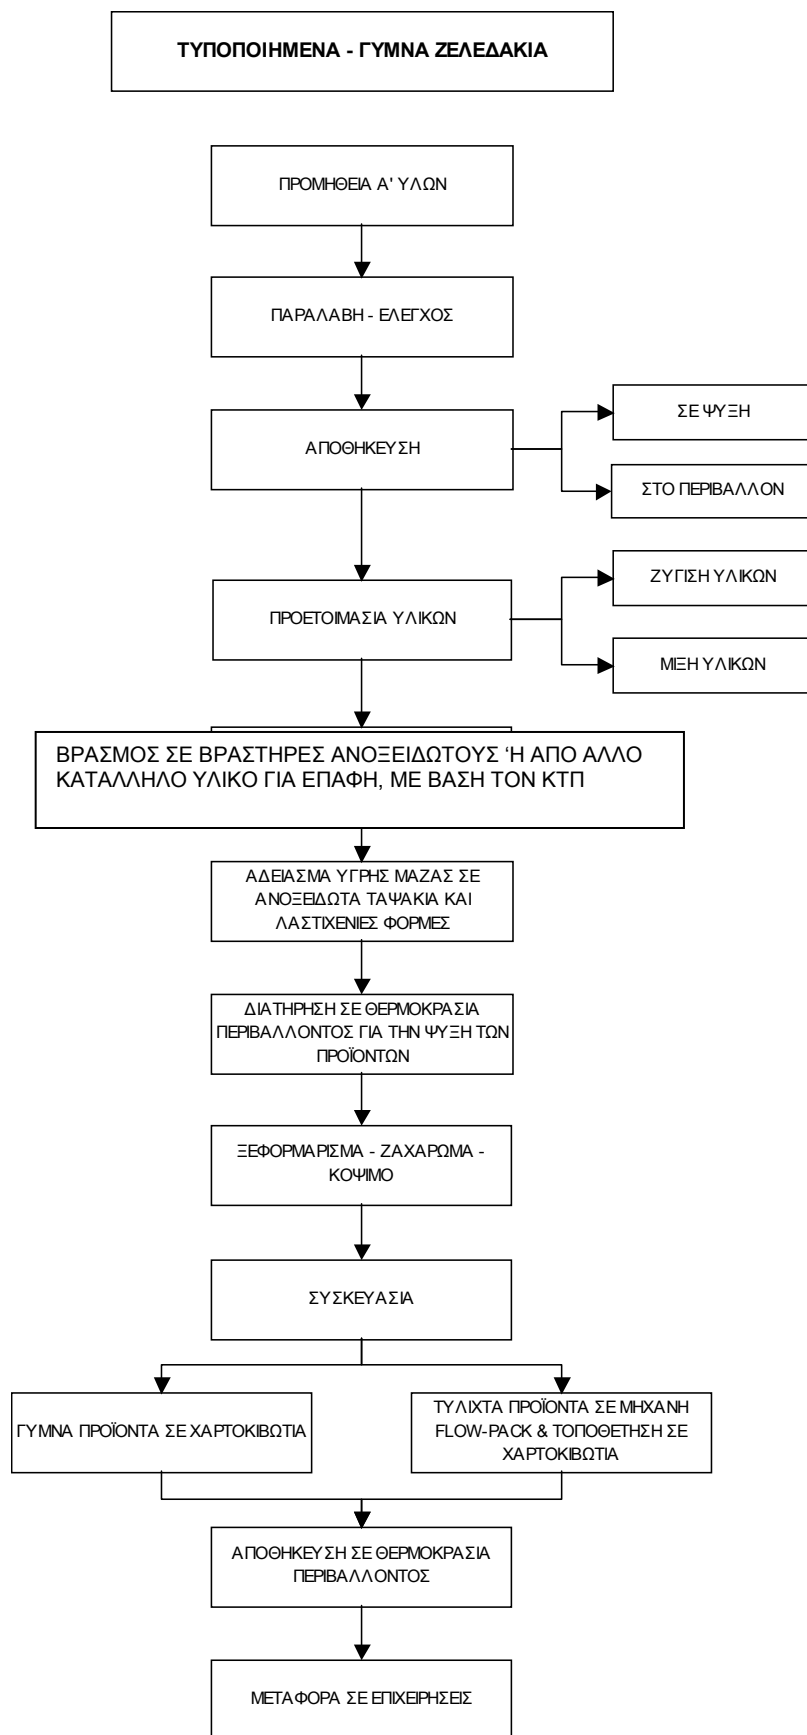 ΤΥΠΟΠΟΙΗΜΕΝΑ - ΓΥΜΝΑ ΖΕΛΕΔΑΚΙΑ
ΠΡΟΜΗΘΕΙΑ Α' ΥΛΩΝ
ΠΑΡΑΛΑΒΗ - ΕΛΕΓΧΟΣ
ΑΠΟΘΗΚΕΥΣΗ
ΣΕ ΨΥΞΗ
ΣΤΟ ΠΕΡΙΒΑΛΛΟΝ
ΠΡΟΕΤΟΙΜΑΣΙΑ ΥΛΙΚΩΝ
ΖΥΓΙΣΗ ΥΛΙΚΩΝ
ΜΙΞΗ ΥΛΙΚΩΝ
ΒΡΑΣΜΟΣ ΣΕ ΒΡΑΣΤΗΡΕΣ ΑΝΟΞΕΙΔΩΤΟΥΣ ‘Η ΑΠΟ ΑΛΛΟ
ΚΑΤΑΛΛΗΛΟ ΥΛΙΚΟ ΓΙΑ ΕΠΑΦΗ, ΜΕ ΒΑΣΗ ΤΟΝ ΚΤΠ
ΑΔΕΙΑΣΜΑ ΥΓΡΗΣ ΜΑΖΑΣ ΣΕ
ΑΝΟΞΕΙΔΩΤΑ ΤΑΨΑΚΙΑ ΚΑΙ
ΛΑΣΤΙΧΕΝΙΕΣ ΦΟΡΜΕΣ
ΔΙΑΤΗΡΗΣΗ ΣΕ ΘΕΡΜΟΚΡΑΣΙΑ
ΠΕΡΙΒΑΛΛΟΝΤΟΣ ΓΙΑ ΤΗΝ ΨΥΞΗ ΤΩΝ
ΠΡΟΪΟΝΤΩΝ
ΞΕΦΟΡΜΑΡΙΣΜΑ - ΖΑΧΑΡΩΜΑ -
ΚΟΨΙΜΟ
ΣΥΣΚΕΥΑΣΙΑ
ΓΥΜΝΑ ΠΡΟΪΟΝΤΑ ΣΕ ΧΑΡΤΟΚΙΒΩΤΙΑ
ΤΥΛΙΧΤΑ ΠΡΟΪΟΝΤΑ ΣΕ ΜΗΧΑΝΗ
FLOW-PACK & ΤΟΠΟΘΕΤΗΣΗ ΣΕ
ΧΑΡΤΟΚΙΒΩΤΙΑ
ΑΠΟΘΗΚΕΥΣΗ ΣΕ ΘΕΡΜΟΚΡΑΣΙΑ
ΠΕΡΙΒΑΛΛΟΝΤΟΣ
ΜΕΤΑΦΟΡΑ ΣΕ ΕΠΙΧΕΙΡΗΣΕΙΣ